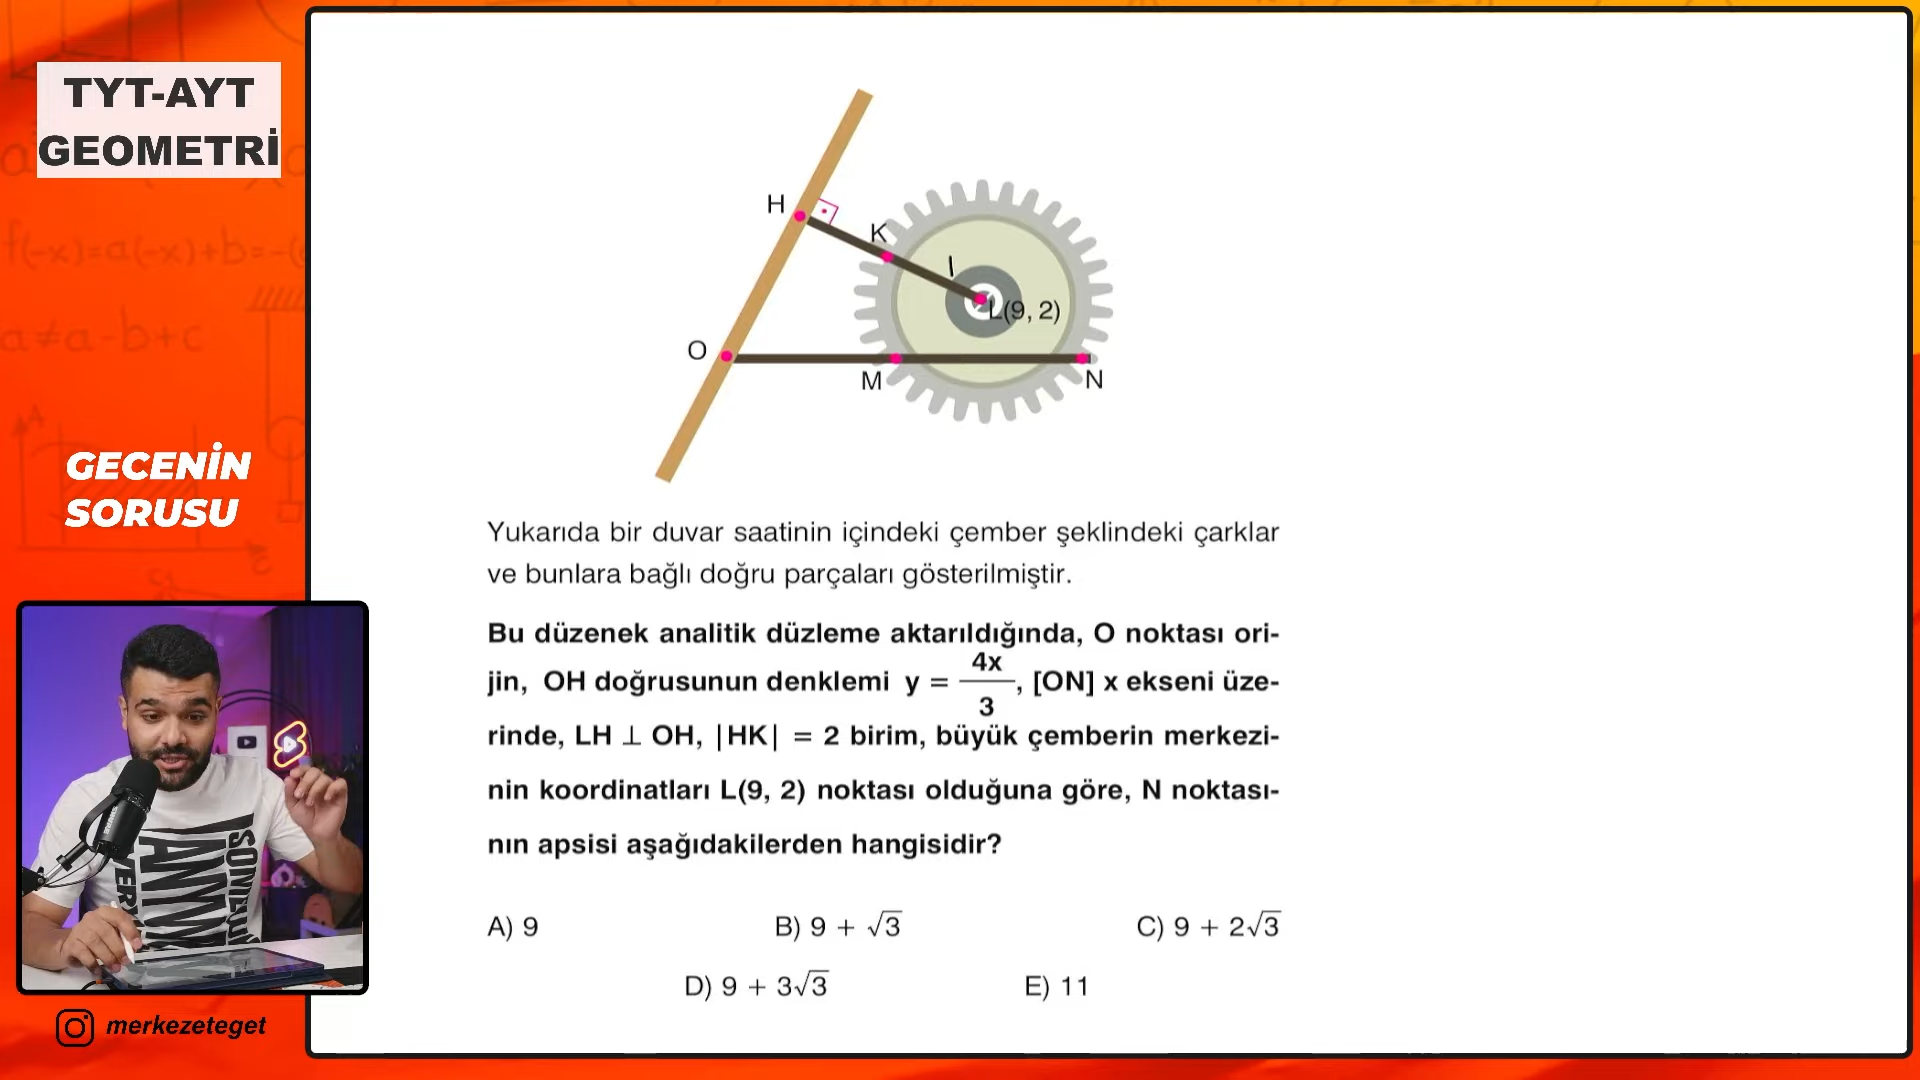 TYT-AYT
GEOMETRİ
GECENİN
SORUSU
merkezeteget
H
K
I
L(9, 2)
O
M
N
Yukarıda bir duvar saatinin içindeki çember şeklindeki çarklar
ve bunlara bağlı doğru parçaları gösterilmiştir.
Bu düzenek analitik düzleme aktarıldığında, O noktası ori-
jin, OH doğrusunun denklemi y = 4x/3, [ON] x ekseni üze-
rinde, LH ⊥ OH, |HK| = 2 birim, büyük çemberin merkezi-
nin koordinatları L(9, 2) noktası olduğuna göre, N noktası-
nın apsisi aşağıdakilerden hangisidir?
A) 9 B) 9 + √3 C) 9 + 2√3
D) 9 + 3√3 E) 11